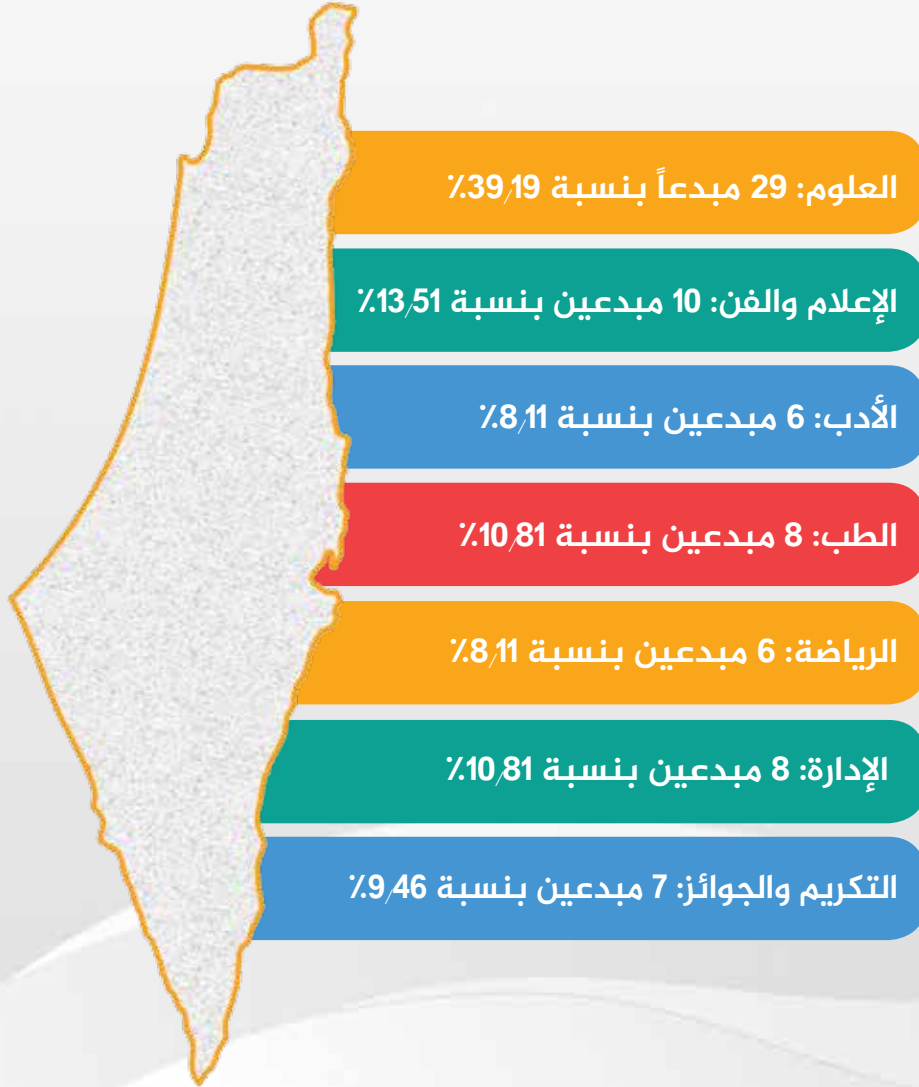 العلوم: 29 مبدعاً بنسبة 39,19٪
الإعلام والفن: 10 مبدعين بنسبة 13,51٪
الأدب: 6 مبدعين بنسبة 8,11٪
الطب: 8 مبدعين بنسبة 10,81٪
الرياضة: 6 مبدعين بنسبة 8,11٪
الإدارة: 8 مبدعين بنسبة 10,81٪
التكريم والجوائز: 7 مبدعين بنسبة 9,46٪